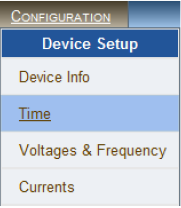 CONFIGURATION
Device Setup
Device Info
Time
Voltages & Frequency
Currents